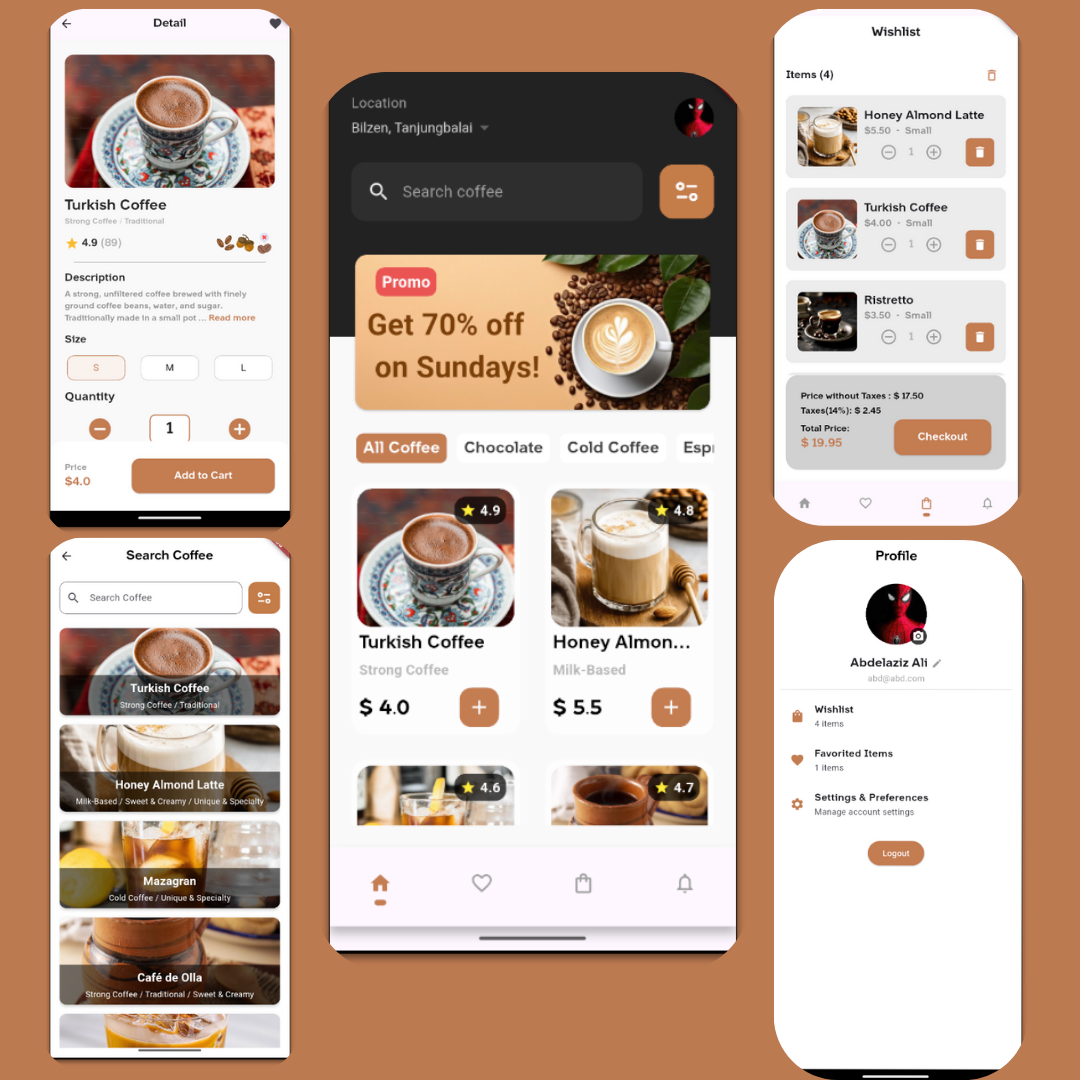 Detail
Turkish Coffee
Strong Coffee / Traditional
4.9 (89)
Description
A strong, unfiltered coffee brewed with finely
ground coffee beans, water, and sugar.
Traditionally made in a small pot ... Read more
Size
S M L
Quantity
1
Price
$4.0
Add to Cart
Search Coffee
Search Coffee
Turkish Coffee
Strong Coffee / Traditional
Honey Almond Latte
Milk-Based / Sweet & Creamy / Unique & Specialty
Mazagran
Cold Coffee / Unique & Specialty
Café de Olla
Strong Coffee / Traditional / Sweet & Creamy
Location
Bilzen, Tanjungbalai
Search coffee
Promo
Get 70% off
on Sundays!
All Coffee Chocolate Cold Coffee Espr
4.9
4.8
Turkish Coffee
Strong Coffee
$ 4.0
Honey Almon...
Milk-Based
$ 5.5
4.6
4.7
Wishlist
Items (4)
Honey Almond Latte
$5.50 - Small
1
Turkish Coffee
$4.00 - Small
1
Ristretto
$3.50 - Small
1
Price without Taxes : $ 17.50
Taxes(14%): $ 2.45
Total Price:
$ 19.95
Checkout
Profile
Abdelaziz Ali
abd@abd.com
Wishlist
4 items
Favorited Items
1 items
Settings & Preferences
Manage account settings
Logout